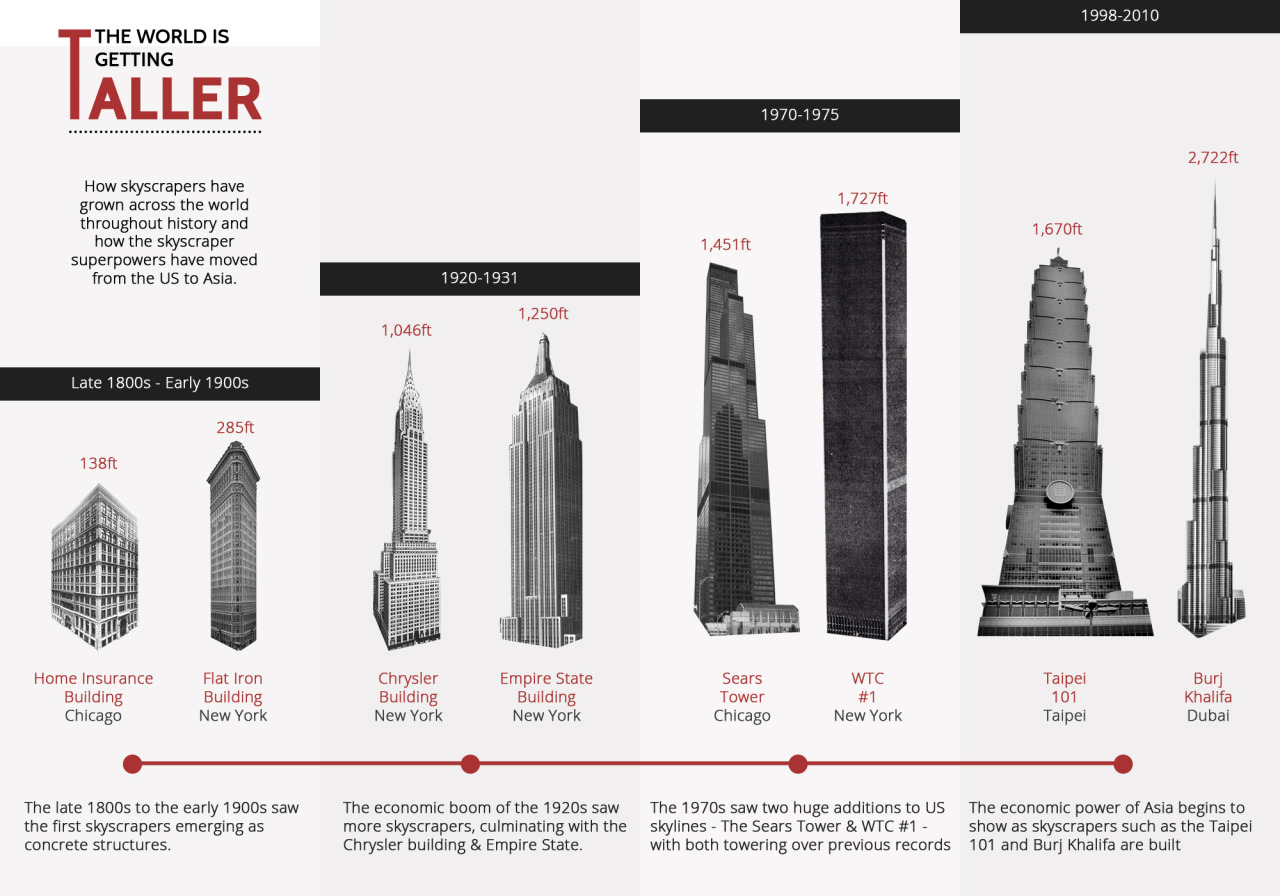 THE WORLD IS
GETTING
TALLER
How skyscrapers have
grown across the world
throughout history and
how the skyscraper
superpowers have moved
from the US to Asia.
Late 1800s - Early 1900s
138ft
285ft
Home Insurance
Building
Chicago
Flat Iron
Building
New York
The late 1800s to the early 1900s saw
the first skyscrapers emerging as
concrete structures.
1920-1931
1,046ft
1,250ft
Chrysler
Building
New York
Empire State
Building
New York
The economic boom of the 1920s saw
more skyscrapers, culminating with the
Chrysler building & Empire State.
1970-1975
1,451ft
1,727ft
Sears
Tower
Chicago
WTC
#1
New York
The 1970s saw two huge additions to US
skylines - The Sears Tower & WTC #1 -
with both towering over previous records
1998-2010
1,670ft
2,722ft
Taipei
101
Taipei
Burj
Khalifa
Dubai
The economic power of Asia begins to
show as skyscrapers such as the Taipei
101 and Burj Khalifa are built